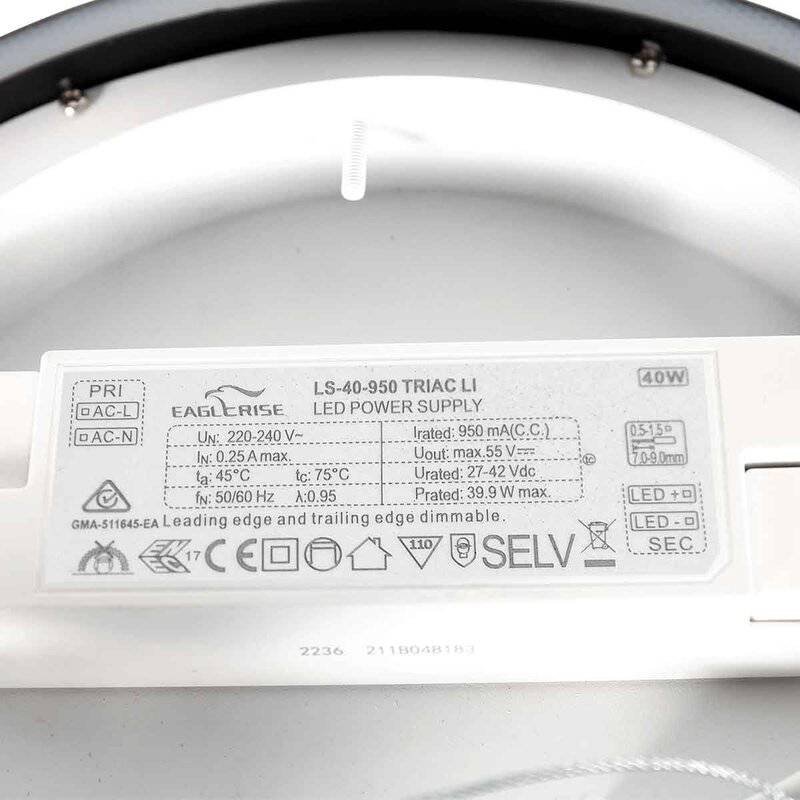 PRI
AC-L
AC-N
EAGLERISE
LS-40-950 TRIAC LI
LED POWER SUPPLY
40W
UN: 220-240 V~
IN: 0.25 A max.
ta: 45°C tc: 75°C
fN: 50/60 Hz λ:0.95
Irated: 950 mA(C.C.)
Uout: max. 55 V
Urated: 27-42 Vdc
Prated: 39.9 W max.
tc
0.5-1.5
7.0-9.0mm
LED +
LED -
SEC
GMA-511645-EA
Leading edge and trailing edge dimmable.
17
CE
110
SELV
2236 2118048183